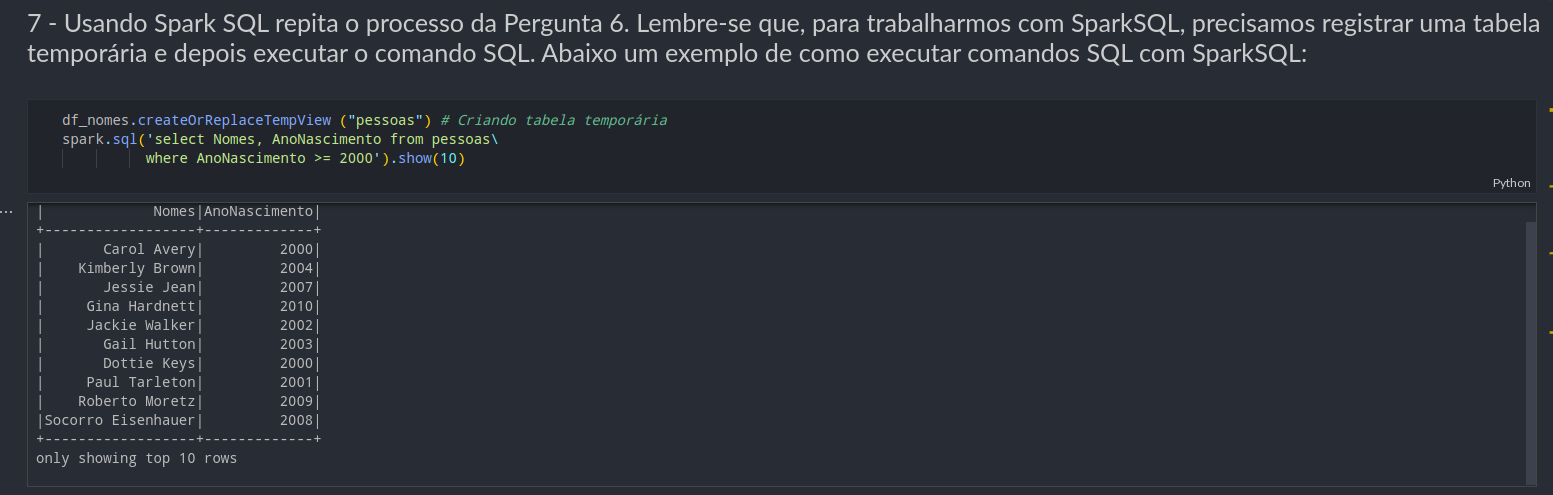 7 - Usando Spark SQL repita o processo da Pergunta 6. Lembre-se que, para trabalharmos com SparkSQL, precisamos registrar uma tabela
temporária e depois executar o comando SQL. Abaixo um exemplo de como executar comandos SQL com SparkSQL:
df_nomes.createOrReplaceTempView ("pessoas") # Criando tabela temporária
spark.sql('select Nomes, AnoNascimento from pessoas\
where AnoNascimento >= 2000').show(10)
Python
...
|             Nomes|AnoNascimento|
+------------------+-------------+
|       Carol Avery|         2000|
|    Kimberly Brown|         2004|
|       Jessie Jean|         2007|
|     Gina Hardnett|         2010|
|     Jackie Walker|         2002|
|       Gail Hutton|         2003|
|       Dottie Keys|         2000|
|     Paul Tarleton|         2001|
|    Roberto Moretz|         2009|
|Socorro Eisenhauer|         2008|
+------------------+-------------+
only showing top 10 rows